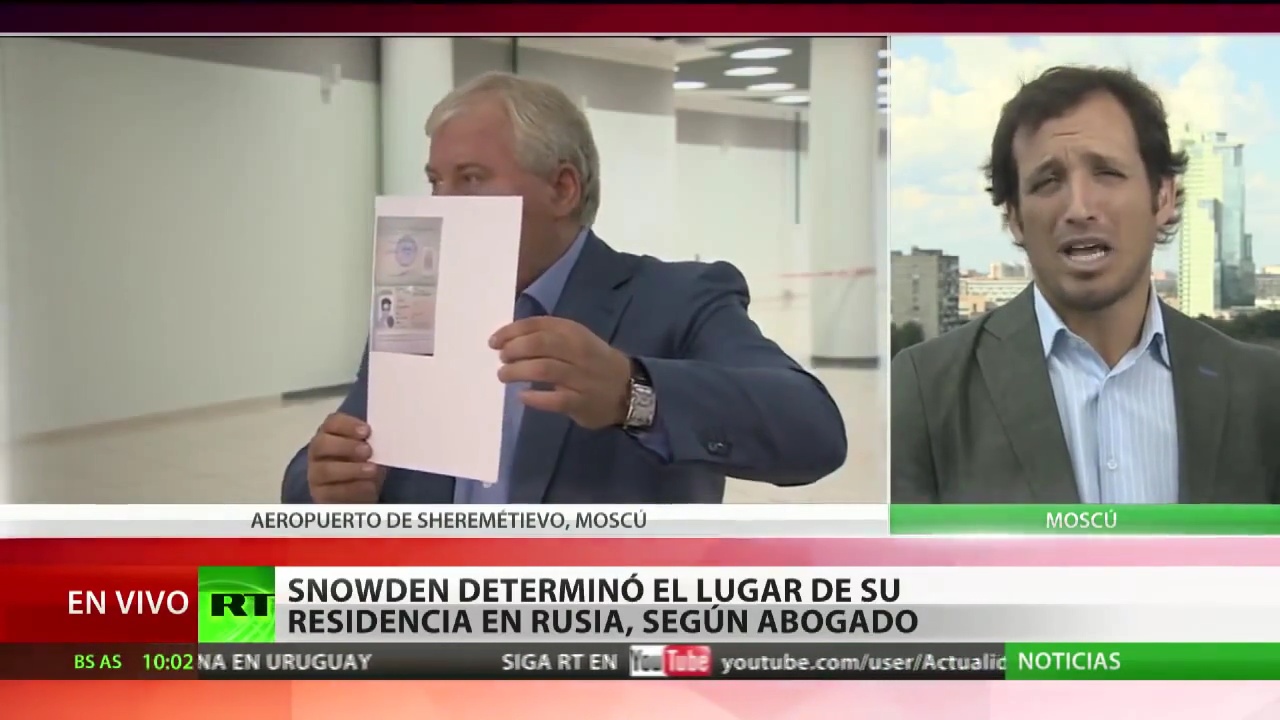 AEROPUERTO DE SHEREMÉTIEVO, MOSCÚ
MOSCÚ
EN VIVO
RT
SNOWDEN DETERMINÓ EL LUGAR DE SU
RESIDENCIA EN RUSIA, SEGÚN ABOGADO
BS AS 10:02 NA EN URUGUAY SIGA RT EN YouTube youtube.com/user/Actualid NOTICIAS